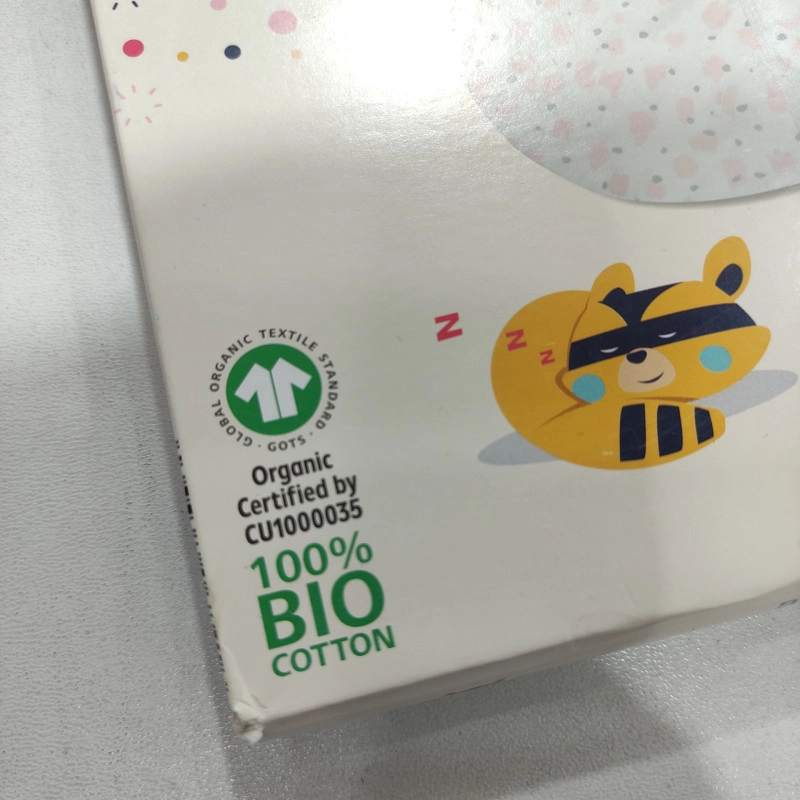 GLOBAL ORGANIC TEXTILE STANDARD · GOTS ·
Organic
Certified by
CU1000035
100%
BIO
COTTON
Z Z Z